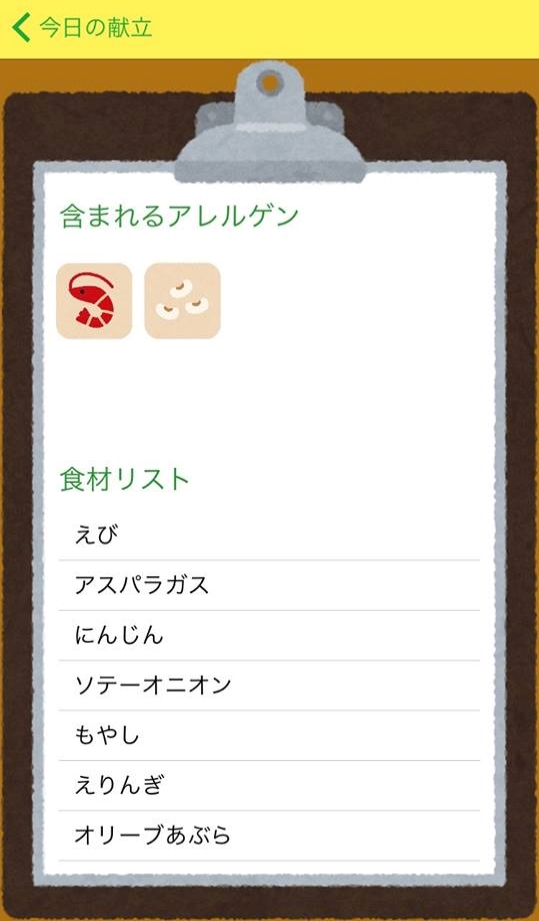 今日の献立
含まれるアレルゲン
食材リスト
えび
アスパラガス
にんじん
ソテーオニオン
もやし
えりんぎ
オリーブあぶら